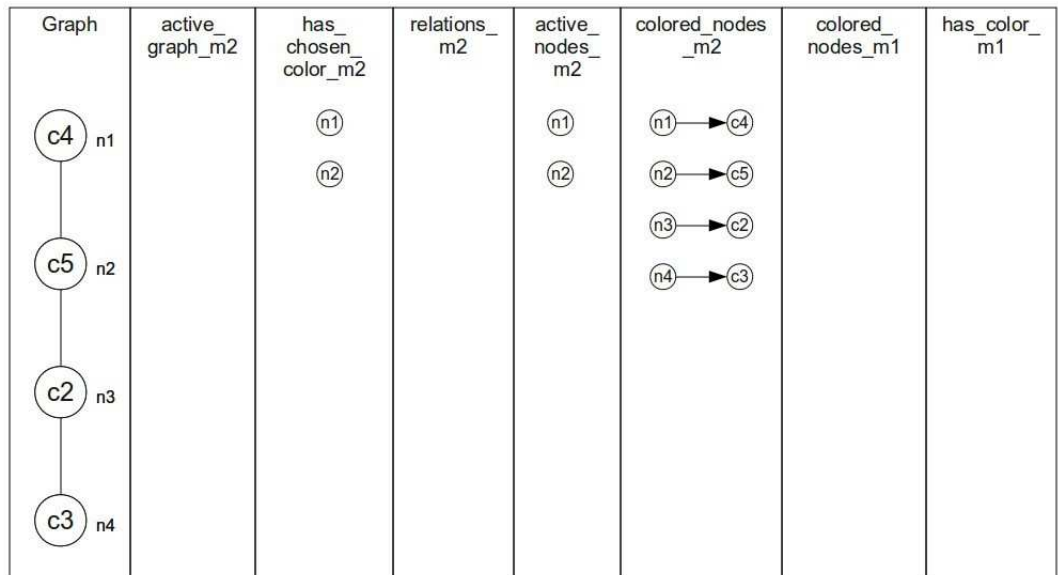 Graph
active_
graph_m2
has_
chosen_
color_m2
relations_
m2
active_
nodes_
m2
colored_nodes
_m2
colored_
nodes_m1
has_color_
m1
c4 n1
n1
n1
n1 c4
n2
n2
n2 c5
n3 c2
c5 n2
n4 c3
c2 n3
c3 n4